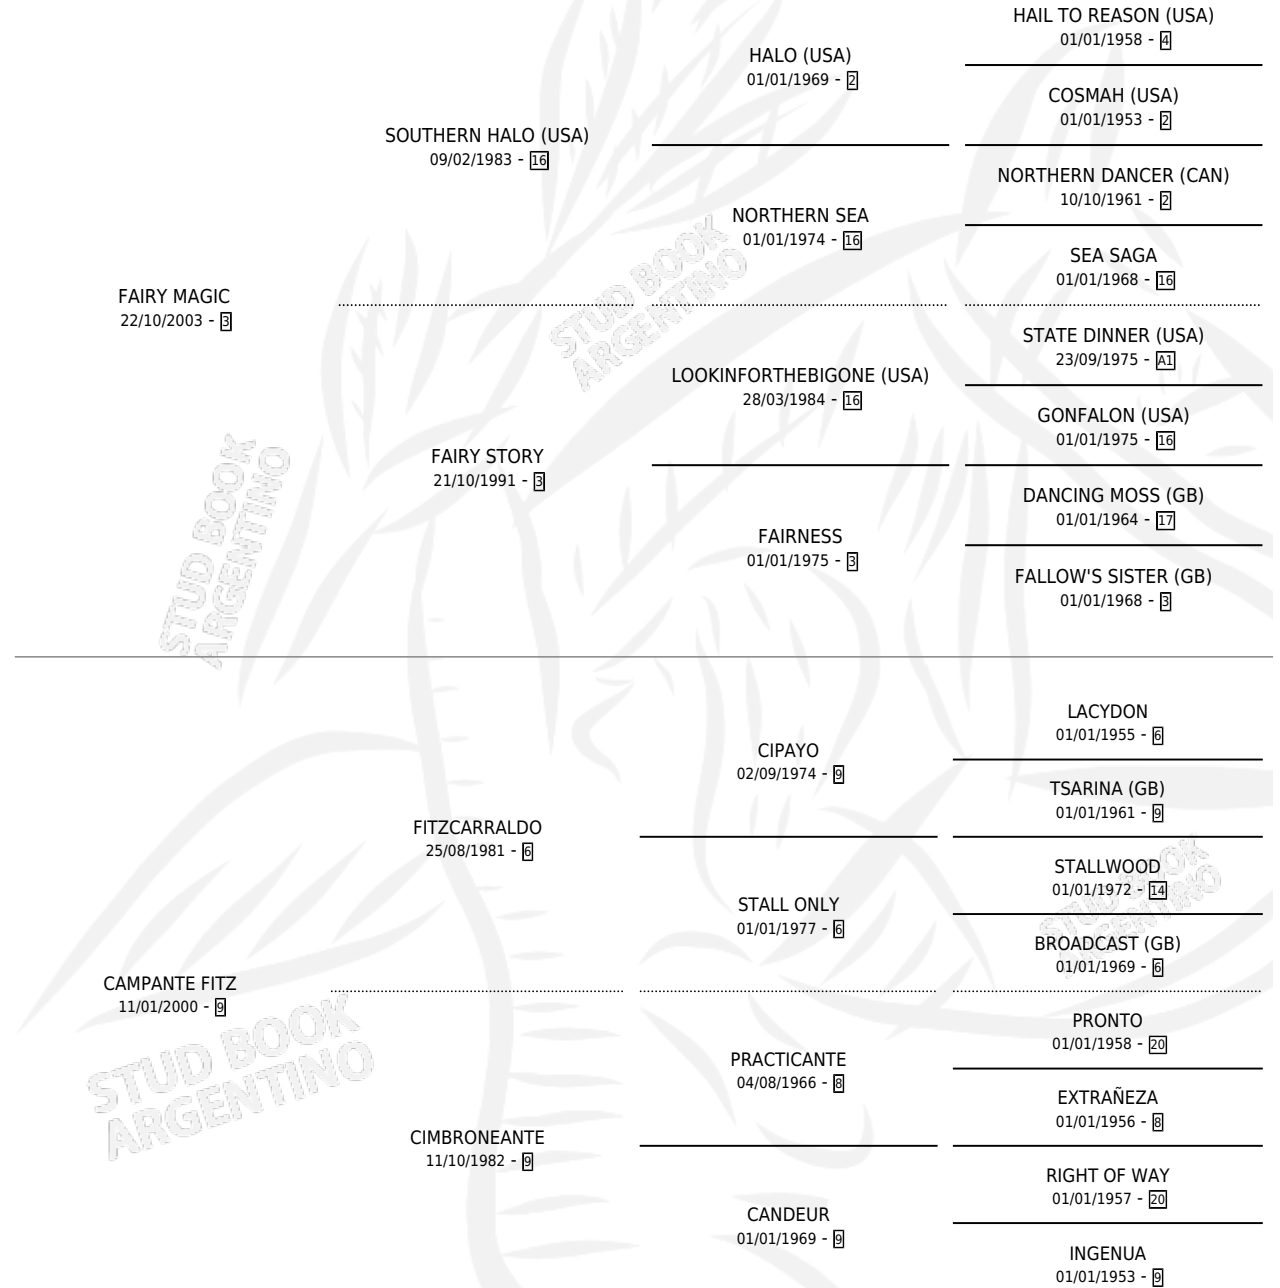 HAIL TO REASON (USA)
01/01/1958 - 4
HALO (USA)
01/01/1969 - 2
COSMAH (USA)
01/01/1953 - 2
SOUTHERN HALO (USA)
09/02/1983 - 16
NORTHERN DANCER (CAN)
10/10/1961 - 2
NORTHERN SEA
01/01/1974 - 16
SEA SAGA
01/01/1968 - 16
FAIRY MAGIC
22/10/2003 - 3
STATE DINNER (USA)
23/09/1975 - A1
LOOKINFORTHEBIGONE (USA)
28/03/1984 - 16
GONFALON (USA)
01/01/1975 - 16
FAIRY STORY
21/10/1991 - 3
DANCING MOSS (GB)
01/01/1964 - 17
FAIRNESS
01/01/1975 - 3
FALLOW'S SISTER (GB)
01/01/1968 - 3
STUD BOOK
ARGENTINO
STUD BOOK
ARGENTINO
LACYDON
01/01/1955 - 6
CIPAYO
02/09/1974 - 9
TSARINA (GB)
01/01/1961 - 9
FITZCARRALDO
25/08/1981 - 6
STALLWOOD
01/01/1972 - 14
STALL ONLY
01/01/1977 - 6
BROADCAST (GB)
01/01/1969 - 6
CAMPANTE FITZ
11/01/2000 - 9
PRONTO
01/01/1958 - 20
PRACTICANTE
04/08/1966 - 8
EXTRAÑEZA
01/01/1956 - 8
CIMBRONEANTE
11/10/1982 - 9
RIGHT OF WAY
01/01/1957 - 20
CANDEUR
01/01/1969 - 9
INGENUA
01/01/1953 - 9
STUD BOOK
ARGENTINO
STUD BOOK
ARGENTINO